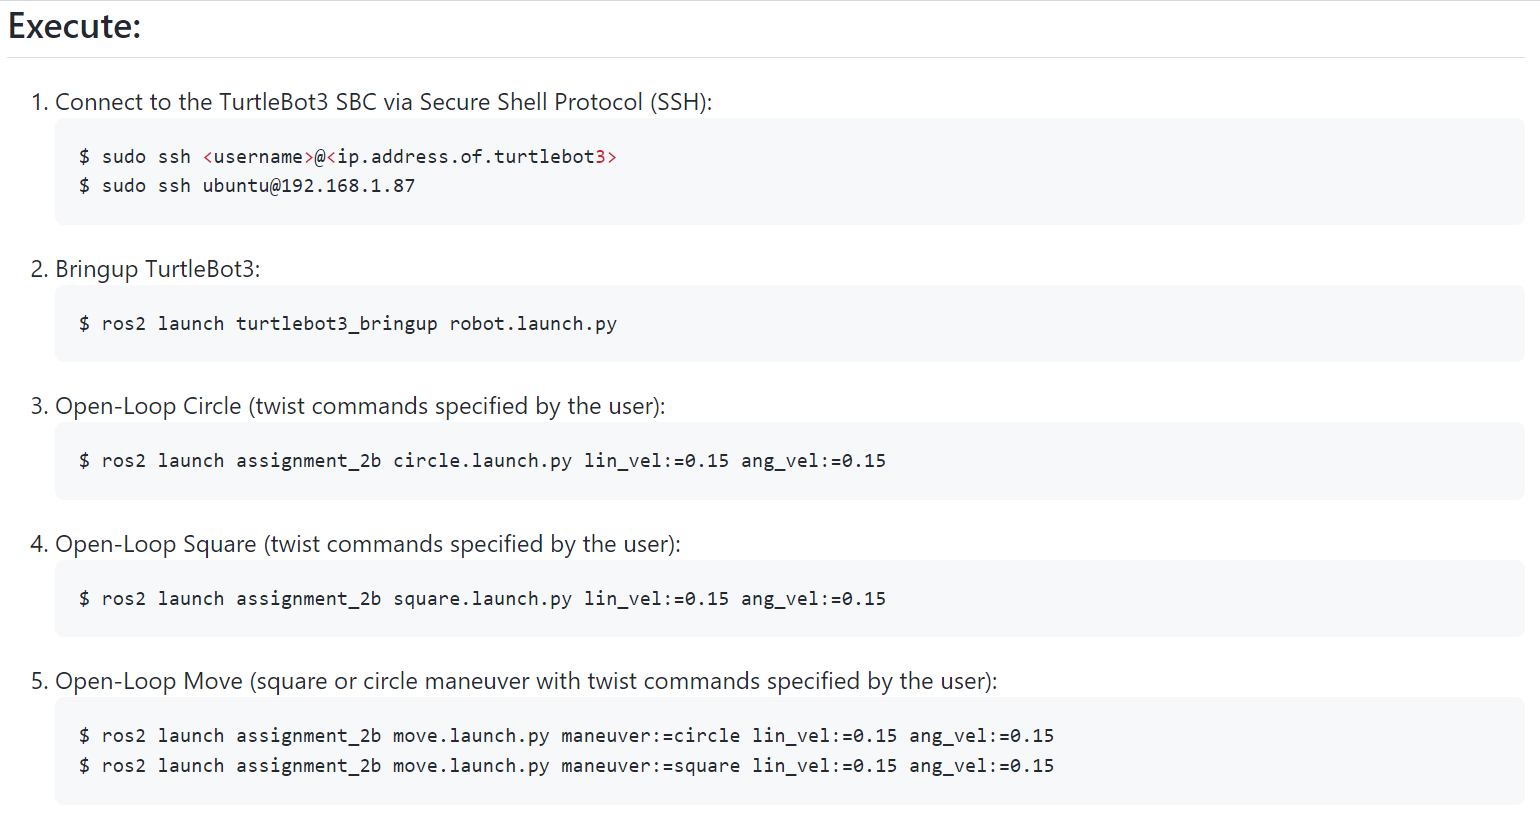 Execute:
1. Connect to the TurtleBot3 SBC via Secure Shell Protocol (SSH):
$ sudo ssh <username>@<ip.address.of.turtlebot3>
$ sudo ssh ubuntu@192.168.1.87
2. Bringup TurtleBot3:
$ ros2 launch turtlebot3_bringup robot.launch.py
3. Open-Loop Circle (twist commands specified by the user):
$ ros2 launch assignment_2b circle.launch.py lin_vel:=0.15 ang_vel:=0.15
4. Open-Loop Square (twist commands specified by the user):
$ ros2 launch assignment_2b square.launch.py lin_vel:=0.15 ang_vel:=0.15
5. Open-Loop Move (square or circle maneuver with twist commands specified by the user):
$ ros2 launch assignment_2b move.launch.py maneuver:=circle lin_vel:=0.15 ang_vel:=0.15
$ ros2 launch assignment_2b move.launch.py maneuver:=square lin_vel:=0.15 ang_vel:=0.15